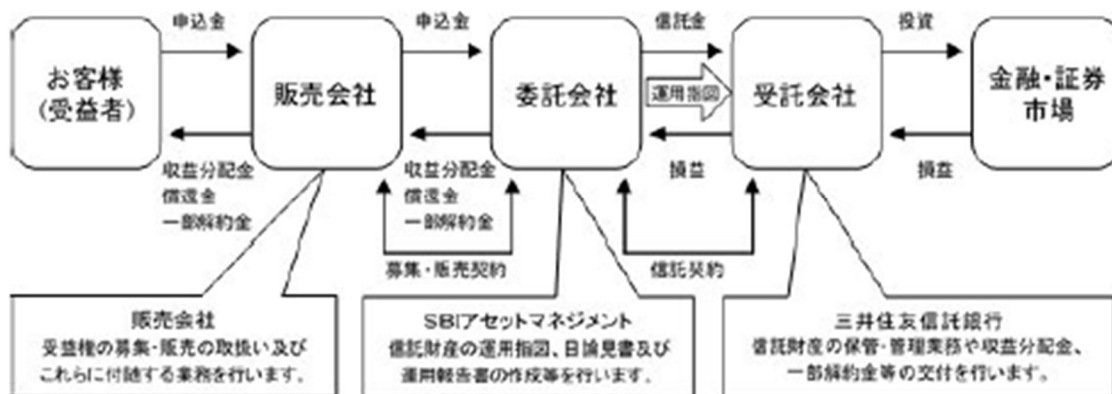 申込金
申込金
信託金
投資
お客様
(受益者)
販売会社
委託会社
運用指図
受託会社
金融・証券
市場
収益分配金
償還金
一部解約金
収益分配金
償還金
一部解約金
損益
損益
募集・販売契約
信託契約
販売会社
受益権の募集・販売の取扱い及び
これらに付随する業務を行います。
SBIアセットマネジメント
信託財産の運用指図、目論見書及び
運用報告書の作成等を行います。
三井住友信託銀行
信託財産の保管・管理業務や収益分配金、
一部解約金等の交付を行います。